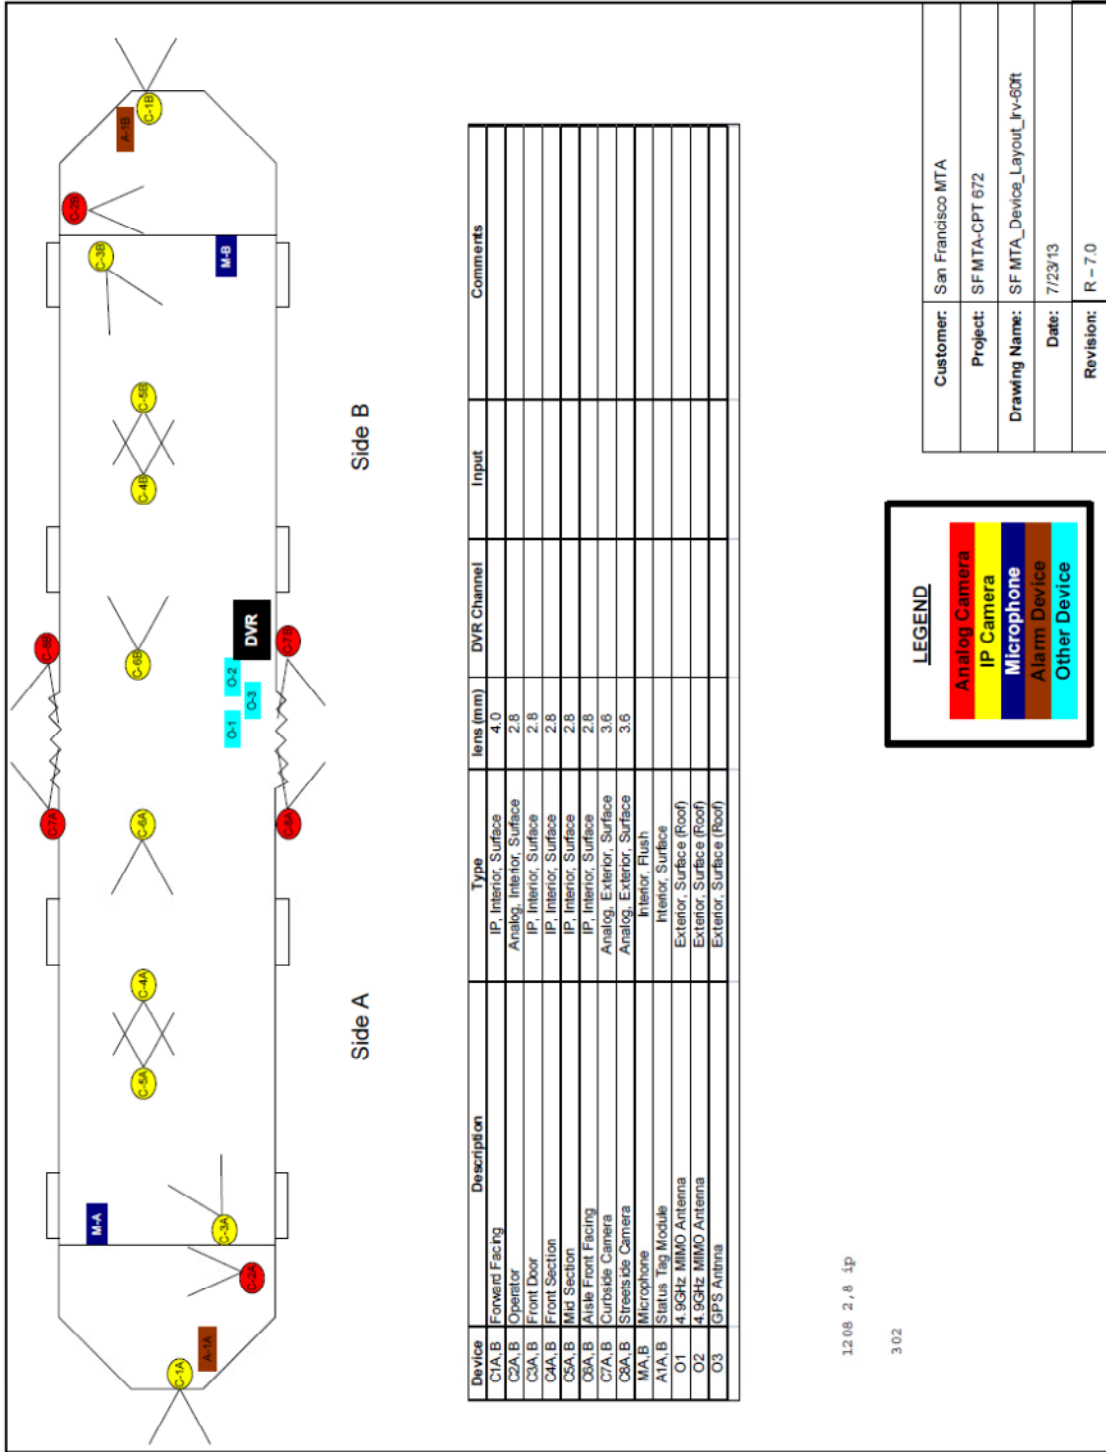 C-7A
C-8B
C-2B
A-1B
C-1B
M-A
C-3B
C-5A
C-4A
C-6A
C-6B
C-4B
C-5B
C-1A
A-1A
C-2A
C-3A
O-1
O-2
O-3
DVR
M-B
C-8A
C-7B
Side A
Side B
Device Description Type lens (mm) DVR Channel Input Comments
C1A, B Forward Facing IP, Interior, Surface 4.0
C2A, B Operator Analog, Interior, Surface 2.8
C3A, B Front Door IP, Interior, Surface 2.8
C4A, B Front Section IP, Interior, Surface 2.8
C5A, B Mid Section IP, Interior, Surface 2.8
C6A, B Aisle Front Facing IP, Interior, Surface 2.8
C7A, B Curbside Camera Analog, Exterior, Surface 3.6
C8A, B Streetside Camera Analog, Exterior, Surface 3.6
MA, B Microphone Interior, Flush
A1A, B Status Tag Module Interior, Surface
O1 4.9GHz MIMO Antenna Exterior, Surface (Roof)
O2 4.9GHz MIMO Antenna Exterior, Surface (Roof)
O3 GPS Antnna Exterior, Surface (Roof)
1208 2,8 ip
302
LEGEND
Analog Camera
IP Camera
Microphone
Alarm Device
Other Device
Customer: San Francisco MTA
Project: SFMTA-CPT 672
Drawing Name: SFMTA_Device_Layout_lrv-60ft
Date: 7/23/13
Revision: R – 7.0